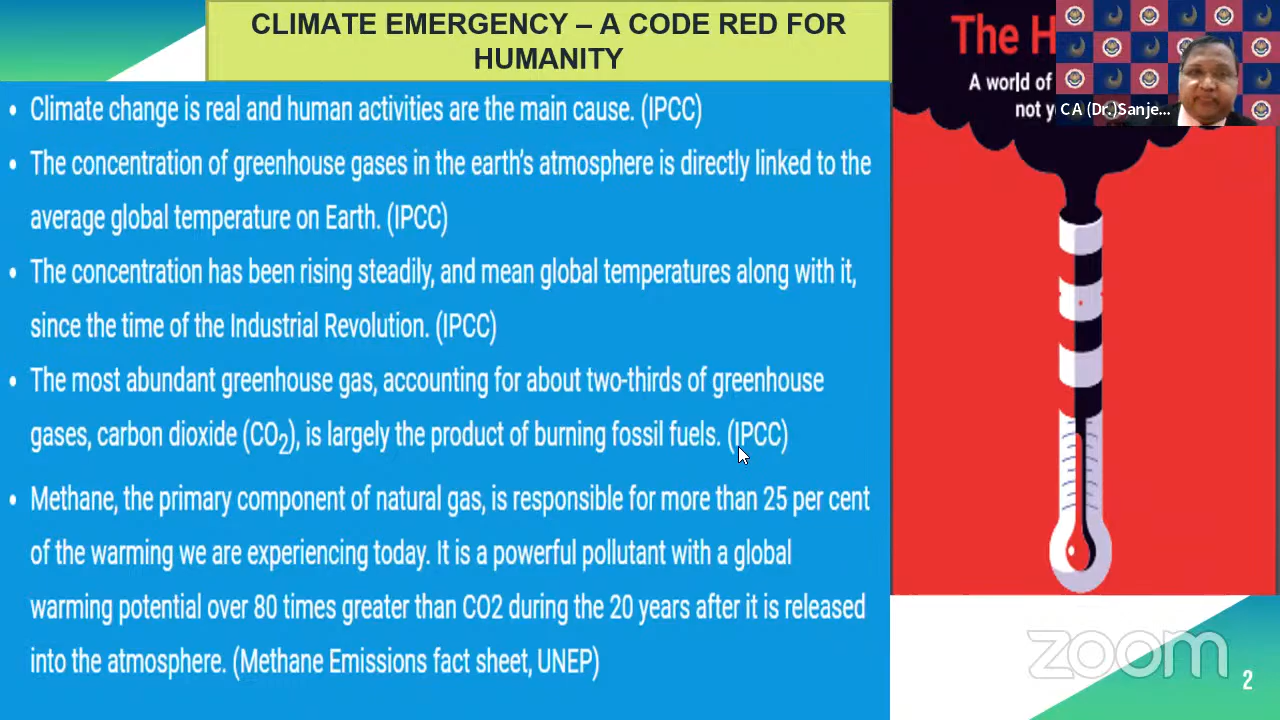 CLIMATE EMERGENCY – A CODE RED FOR
HUMANITY
• Climate change is real and human activities are the main cause. (IPCC)
• The concentration of greenhouse gases in the earth's atmosphere is directly linked to the
average global temperature on Earth. (IPCC)
• The concentration has been rising steadily, and mean global temperatures along with it,
since the time of the Industrial Revolution. (IPCC)
• The most abundant greenhouse gas, accounting for about two-thirds of greenhouse
gases, carbon dioxide (CO₂), is largely the product of burning fossil fuels. (IPCC)
• Methane, the primary component of natural gas, is responsible for more than 25 per cent
of the warming we are experiencing today. It is a powerful pollutant with a global
warming potential over 80 times greater than CO2 during the 20 years after it is released
into the atmosphere. (Methane Emissions fact sheet, UNEP)
The H
A world of
not y
CA (Dr.)Sanje...
zoom
2